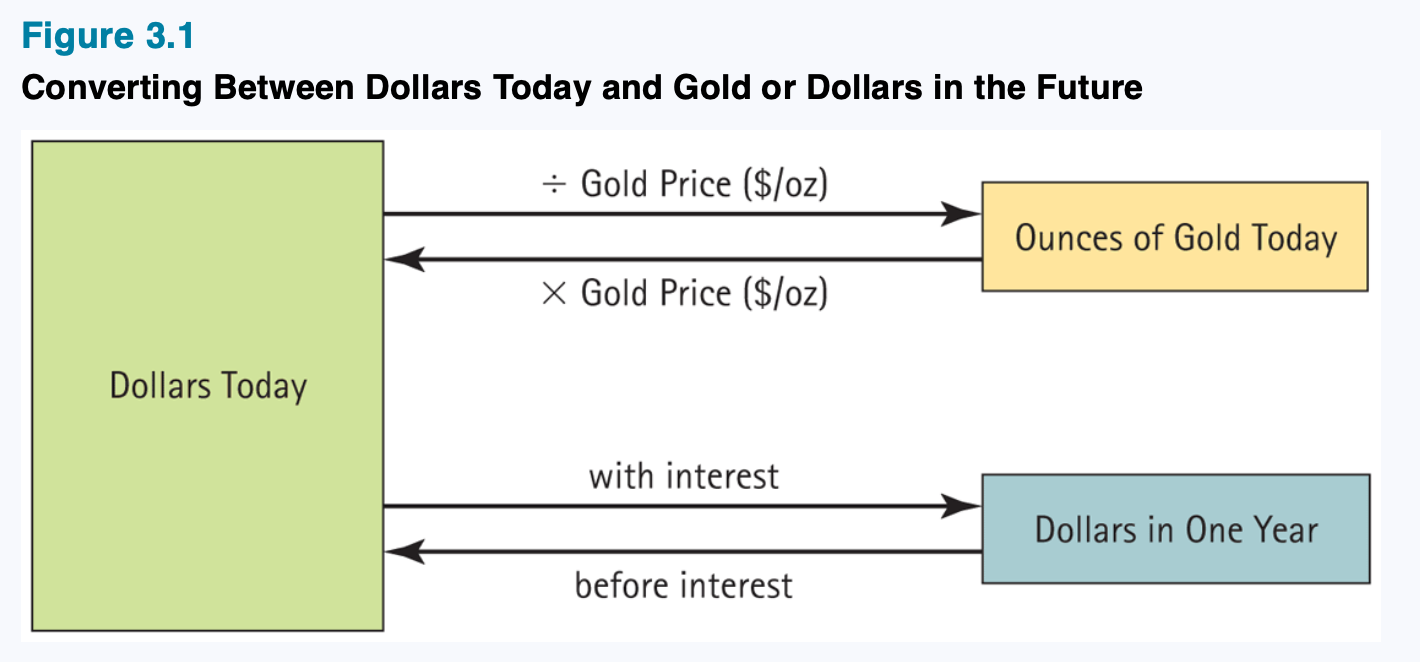 Figure 3.1
Converting Between Dollars Today and Gold or Dollars in the Future
÷ Gold Price ($/oz)
Ounces of Gold Today
× Gold Price ($/oz)
Dollars Today
with interest
Dollars in One Year
before interest